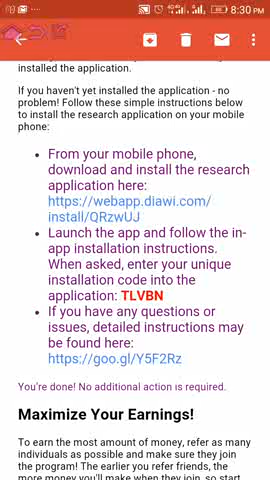 8:30 PM
installed the application.
If you haven't yet installed the application - no
problem! Follow these simple instructions below
to install the research application on your mobile
phone:
• From your mobile phone,
download and install the research
application here:
https://webapp.diawi.com/
install/QRzwUJ
• Launch the app and follow the in-
app installation instructions.
When asked, enter your unique
installation code into the
application: TLVBN
• If you have any questions or
issues, detailed instructions may
be found here:
https://goo.gl/Y5F2Rz
You're done! No additional action is required.
Maximize Your Earnings!
To earn the most amount of money, refer as many
individuals as possible and make sure they join
the program! The earlier you refer friends, the
more money you'll make when they join, so start